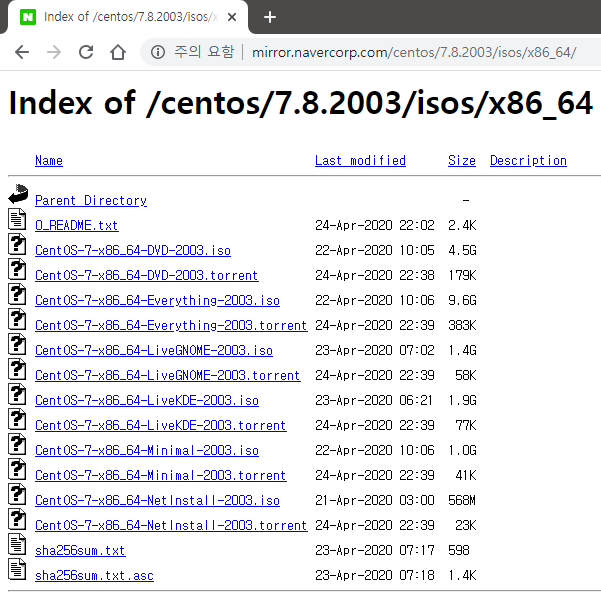 Index of /centos/7.8.2003/isos/x
주의 요함 mirror.navercorp.com/centos/7.8.2003/isos/x86_64/
Index of /centos/7.8.2003/isos/x86_64
Name Last modified Size Description
Parent Directory -
0_README.txt 24-Apr-2020 22:02 2.4K
CentOS-7-x86_64-DVD-2003.iso 22-Apr-2020 10:05 4.5G
CentOS-7-x86_64-DVD-2003.torrent 24-Apr-2020 22:38 179K
CentOS-7-x86_64-Everything-2003.iso 22-Apr-2020 10:06 9.6G
CentOS-7-x86_64-Everything-2003.torrent 24-Apr-2020 22:39 383K
CentOS-7-x86_64-LiveGNOME-2003.iso 23-Apr-2020 07:02 1.4G
CentOS-7-x86_64-LiveGNOME-2003.torrent 24-Apr-2020 22:39 58K
CentOS-7-x86_64-LiveKDE-2003.iso 23-Apr-2020 06:21 1.9G
CentOS-7-x86_64-LiveKDE-2003.torrent 24-Apr-2020 22:39 77K
CentOS-7-x86_64-Minimal-2003.iso 22-Apr-2020 10:06 1.0G
CentOS-7-x86_64-Minimal-2003.torrent 24-Apr-2020 22:39 41K
CentOS-7-x86_64-NetInstall-2003.iso 21-Apr-2020 03:00 568M
CentOS-7-x86_64-NetInstall-2003.torrent 24-Apr-2020 22:39 23K
sha256sum.txt 23-Apr-2020 07:17 598
sha256sum.txt.asc 23-Apr-2020 07:18 1.4K